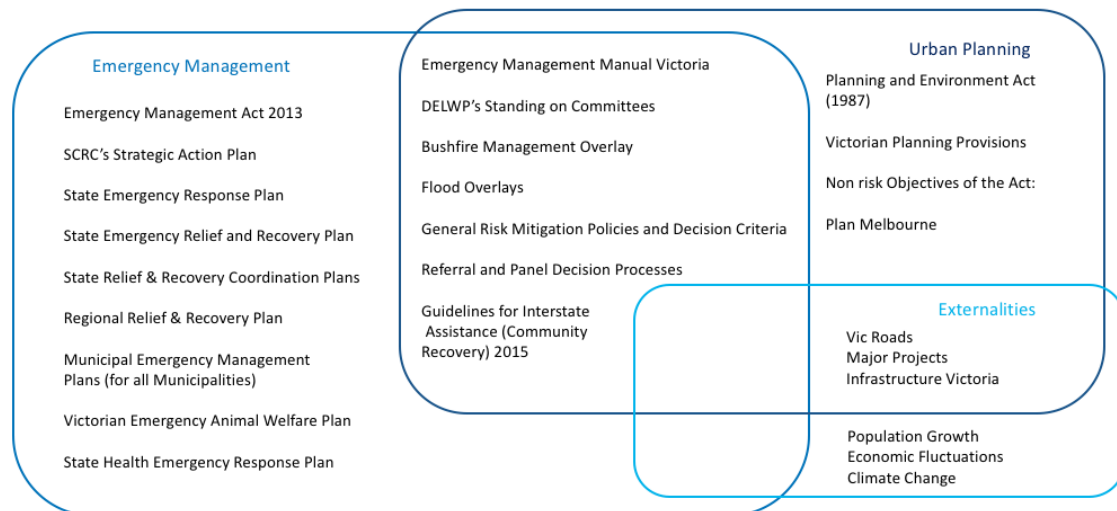 Emergency Management
Emergency Management Act 2013
SCRC's Strategic Action Plan
State Emergency Response Plan
State Emergency Relief and Recovery Plan
State Relief & Recovery Coordination Plans
Regional Relief & Recovery Plan
Municipal Emergency Management
Plans (for all Municipalities)
Victorian Emergency Animal Welfare Plan
State Health Emergency Response Plan
Emergency Management Manual Victoria
DELWP's Standing on Committees
Bushfire Management Overlay
Flood Overlays
General Risk Mitigation Policies and Decision Criteria
Referral and Panel Decision Processes
Guidelines for Interstate
Assistance (Community
Recovery) 2015
Urban Planning
Planning and Environment Act
(1987)
Victorian Planning Provisions
Non risk Objectives of the Act:
Plan Melbourne
Externalities
Vic Roads
Major Projects
Infrastructure Victoria
Population Growth
Economic Fluctuations
Climate Change